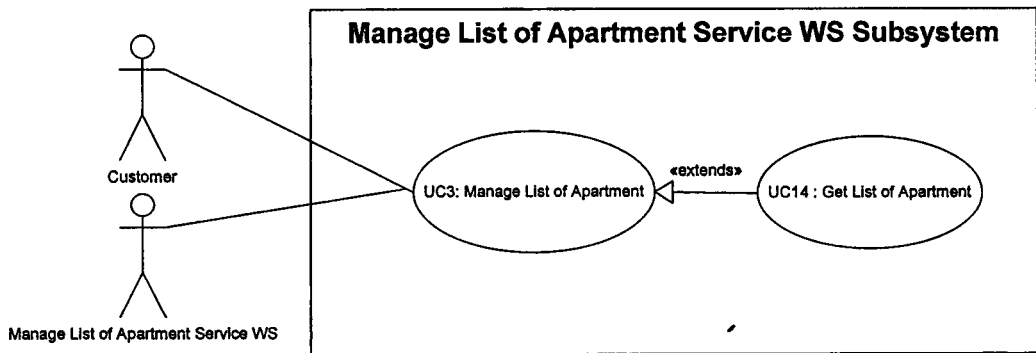 Manage List of Apartment Service WS Subsystem
Customer
UC3: Manage List of Apartment
«extends»
UC14 : Get List of Apartment
Manage List of Apartment Service WS